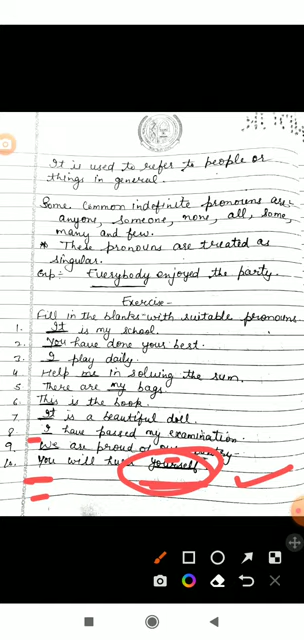 It is used to refer to people or
things in general.
Some common indefinite pronouns are:-
anyone, someone, none, all, some,
many and few.
* These pronouns are treated as
singular.
Exp:- Everybody enjoyed the party.
Exercise-
Fill in the blanks with suitable pronouns
1. It is my school.
2. You have done your best.
3. I play daily.
4. Help me in solving the sum.
5. There are my bags.
6. This is the book.
7. It is a beautiful doll.
8. I have passed my examination.
9. We are proud of our
10. You will yourself